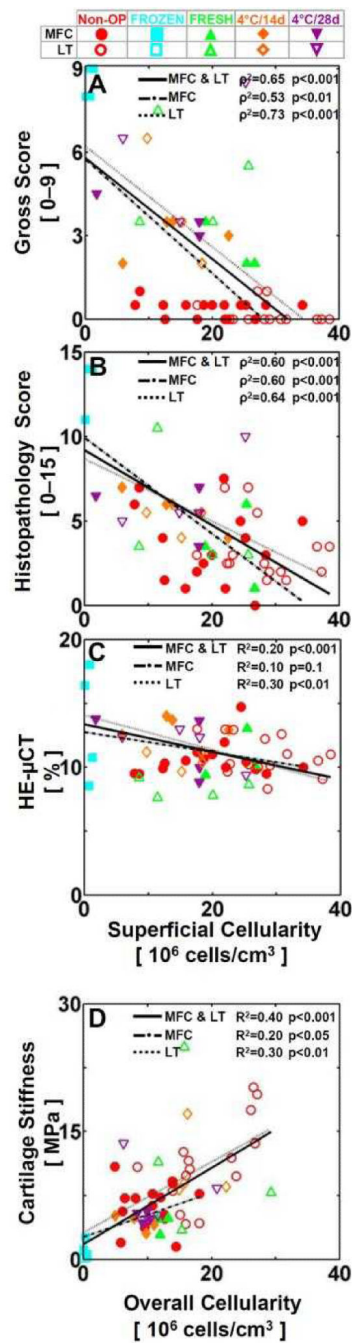 Non-OP FROZEN FRESH 4°C/14d 4°C/28d
MFC
LT
A
MFC & LT ρ²=0.65 p<0.001
MFC ρ²=0.53 p<0.01
LT ρ²=0.73 p<0.001
Gross Score
[ 0–9 ]
9
6
3
0
0 20 40
B
MFC & LT ρ²=0.60 p<0.001
MFC ρ²=0.60 p<0.001
LT ρ²=0.64 p<0.001
Histopathology Score
[ 0–15 ]
15
10
5
0
0 20 40
C
MFC & LT R²=0.20 p<0.001
MFC R²=0.10 p=0.1
LT R²=0.30 p<0.01
HE-μCT
[ % ]
20
10
0
0 20 40
Superficial Cellularity
[ 10⁶ cells/cm³ ]
D
MFC & LT R²=0.40 p<0.001
MFC R²=0.20 p<0.05
LT R²=0.30 p<0.01
Cartilage Stiffness
[ MPa ]
30
15
0
0 20 40
Overall Cellularity
[ 10⁶ cells/cm³ ]